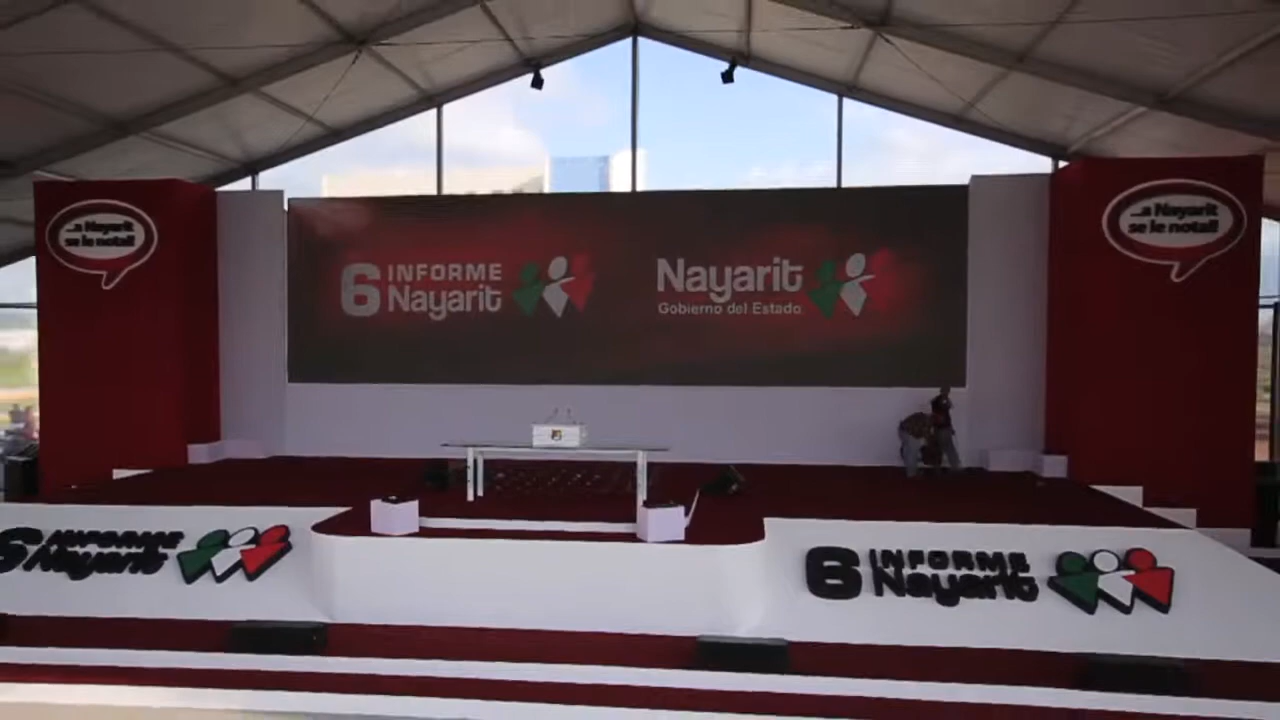 ...a Nayarit
se le nota!!
...a Nayarit
se le nota!!
6 INFORME
Nayarit
Nayarit
Gobierno del Estado
6 INFORME
Nayarit
6 INFORME
Nayarit